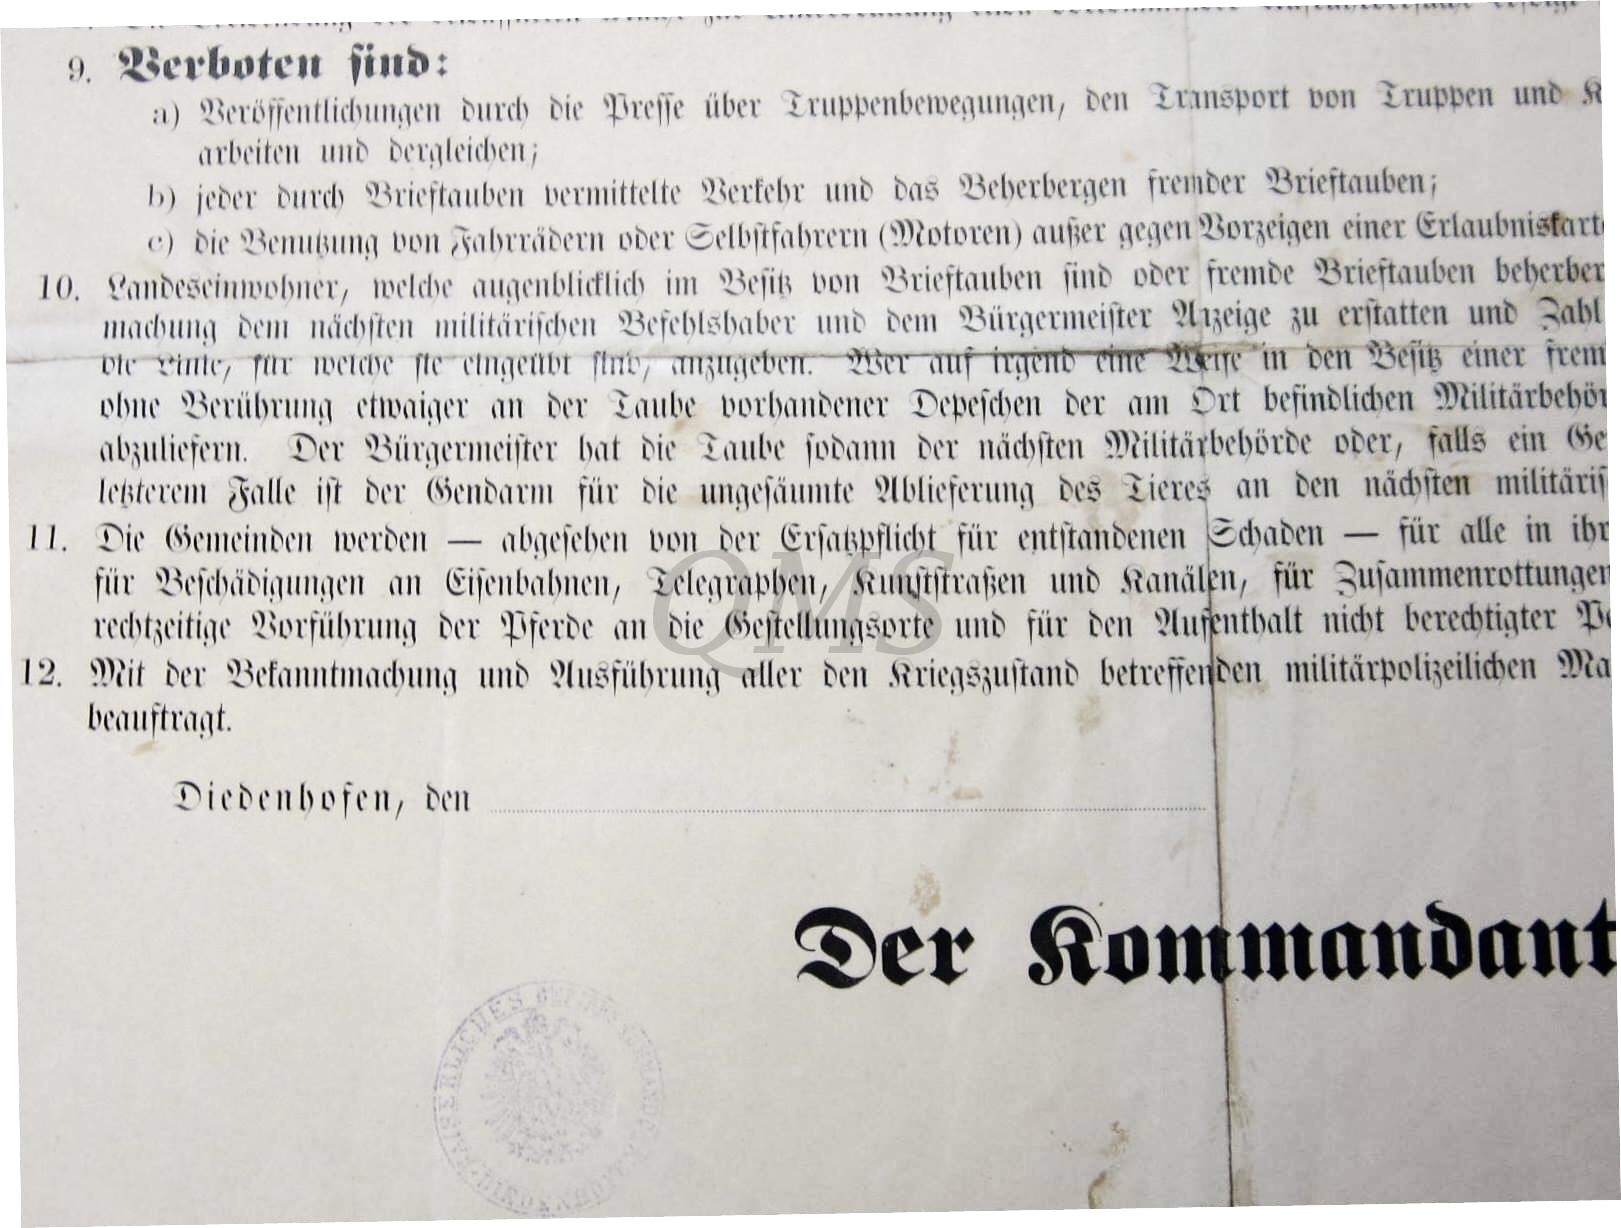 9. Verboten sind:
a) Veröffentlichungen durch die Presse über Truppenbewegungen, den Transport von Truppen und K
arbeiten und dergleichen;
b) jeder durch Brieftauben vermittelte Verkehr und das Beherbergen fremder Brieftauben;
c) die Benutzung von Fahrrädern oder Selbstfahrern (Motoren) außer gegen Vorzeigen einer Erlaubniskart
10. Landeseinwohner, welche augenblicklich im Besitz von Brieftauben sind oder fremde Brieftauben beherber
machung dem nächsten militärischen Befehlshaber und dem Bürgermeister Anzeige zu erstatten und Zahl
die Linie, für welche sie eingeübt sind, anzugeben. Wer auf irgend eine Weise in den Besitz einer frem
ohne Berührung etwaiger an der Taube vorhandener Depeschen der am Ort befindlichen Militärbehör
abzuliefern. Der Bürgermeister hat die Taube sodann der nächsten Militärbehörde oder, falls ein Ge
letzterem Falle ist der Gendarm für die ungesäumte Ablieferung des Tieres an den nächsten militäris
11. Die Gemeinden werden — abgesehen von der Ersatzpflicht für entstandenen Schaden — für alle in ihr
für Beschädigungen an Eisenbahnen, Telegraphen, Kunststraßen und Kanälen, für Zusammenrottungen
rechtzeitige Vorführung der Pferde an die Gestellungsorte und für den Aufenthalt nicht berechtigter Pe
12. Mit der Bekanntmachung und Ausführung aller den Kriegszustand betreffenden militärpolizeilichen Ma
beauftragt.
Diedenhofen, den
Der Kommandant
QMS